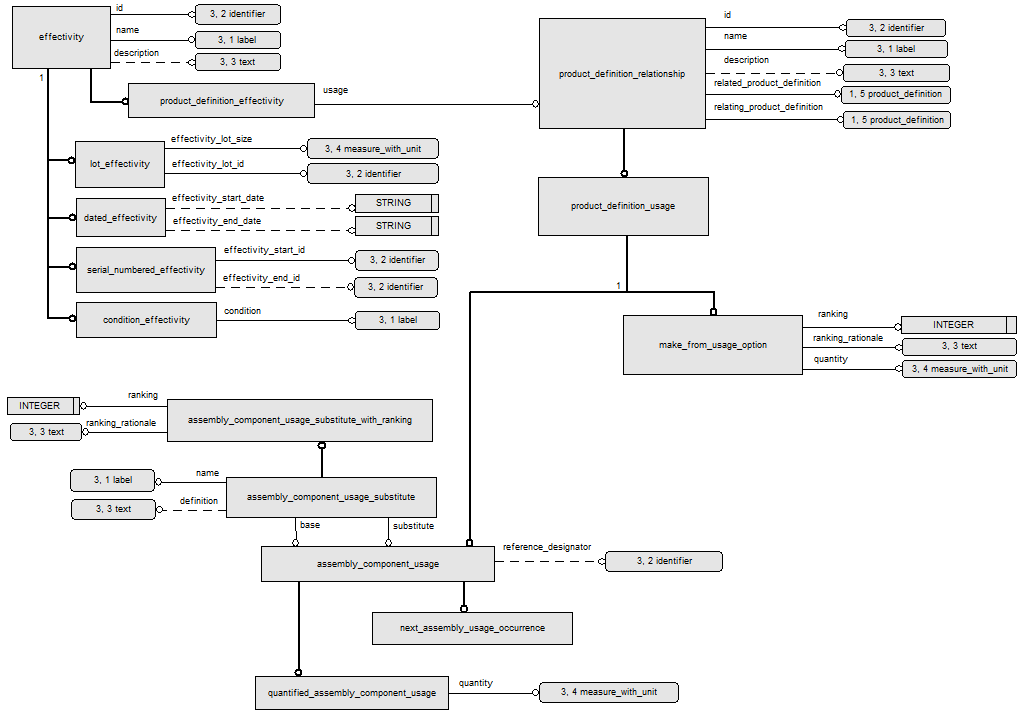 id
3, 2 identifier
effectivity
name
3, 1 label
description
3, 3 text
1
product_definition_effectivity
usage
id
3, 2 identifier
name
3, 1 label
product_definition_relationship
description
3, 3 text
related_product_definition
1, 5 product_definition
relating_product_definition
1, 5 product_definition
effectivity_lot_size
3, 4 measure_with_unit
lot_effectivity
effectivity_lot_id
3, 2 identifier
effectivity_start_date
STRING
dated_effectivity
effectivity_end_date
STRING
product_definition_usage
effectivity_start_id
3, 2 identifier
serial_numbered_effectivity
effectivity_end_id
3, 2 identifier
condition_effectivity
condition
3, 1 label
1
make_from_usage_option
ranking
INTEGER
ranking_rationale
3, 3 text
quantity
3, 4 measure_with_unit
INTEGER
ranking
assembly_component_usage_substitute_with_ranking
3, 3 text
ranking_rationale
3, 1 label
name
assembly_component_usage_substitute
3, 3 text
definition
base
substitute
assembly_component_usage
reference_designator
3, 2 identifier
next_assembly_usage_occurrence
quantified_assembly_component_usage
quantity
3, 4 measure_with_unit